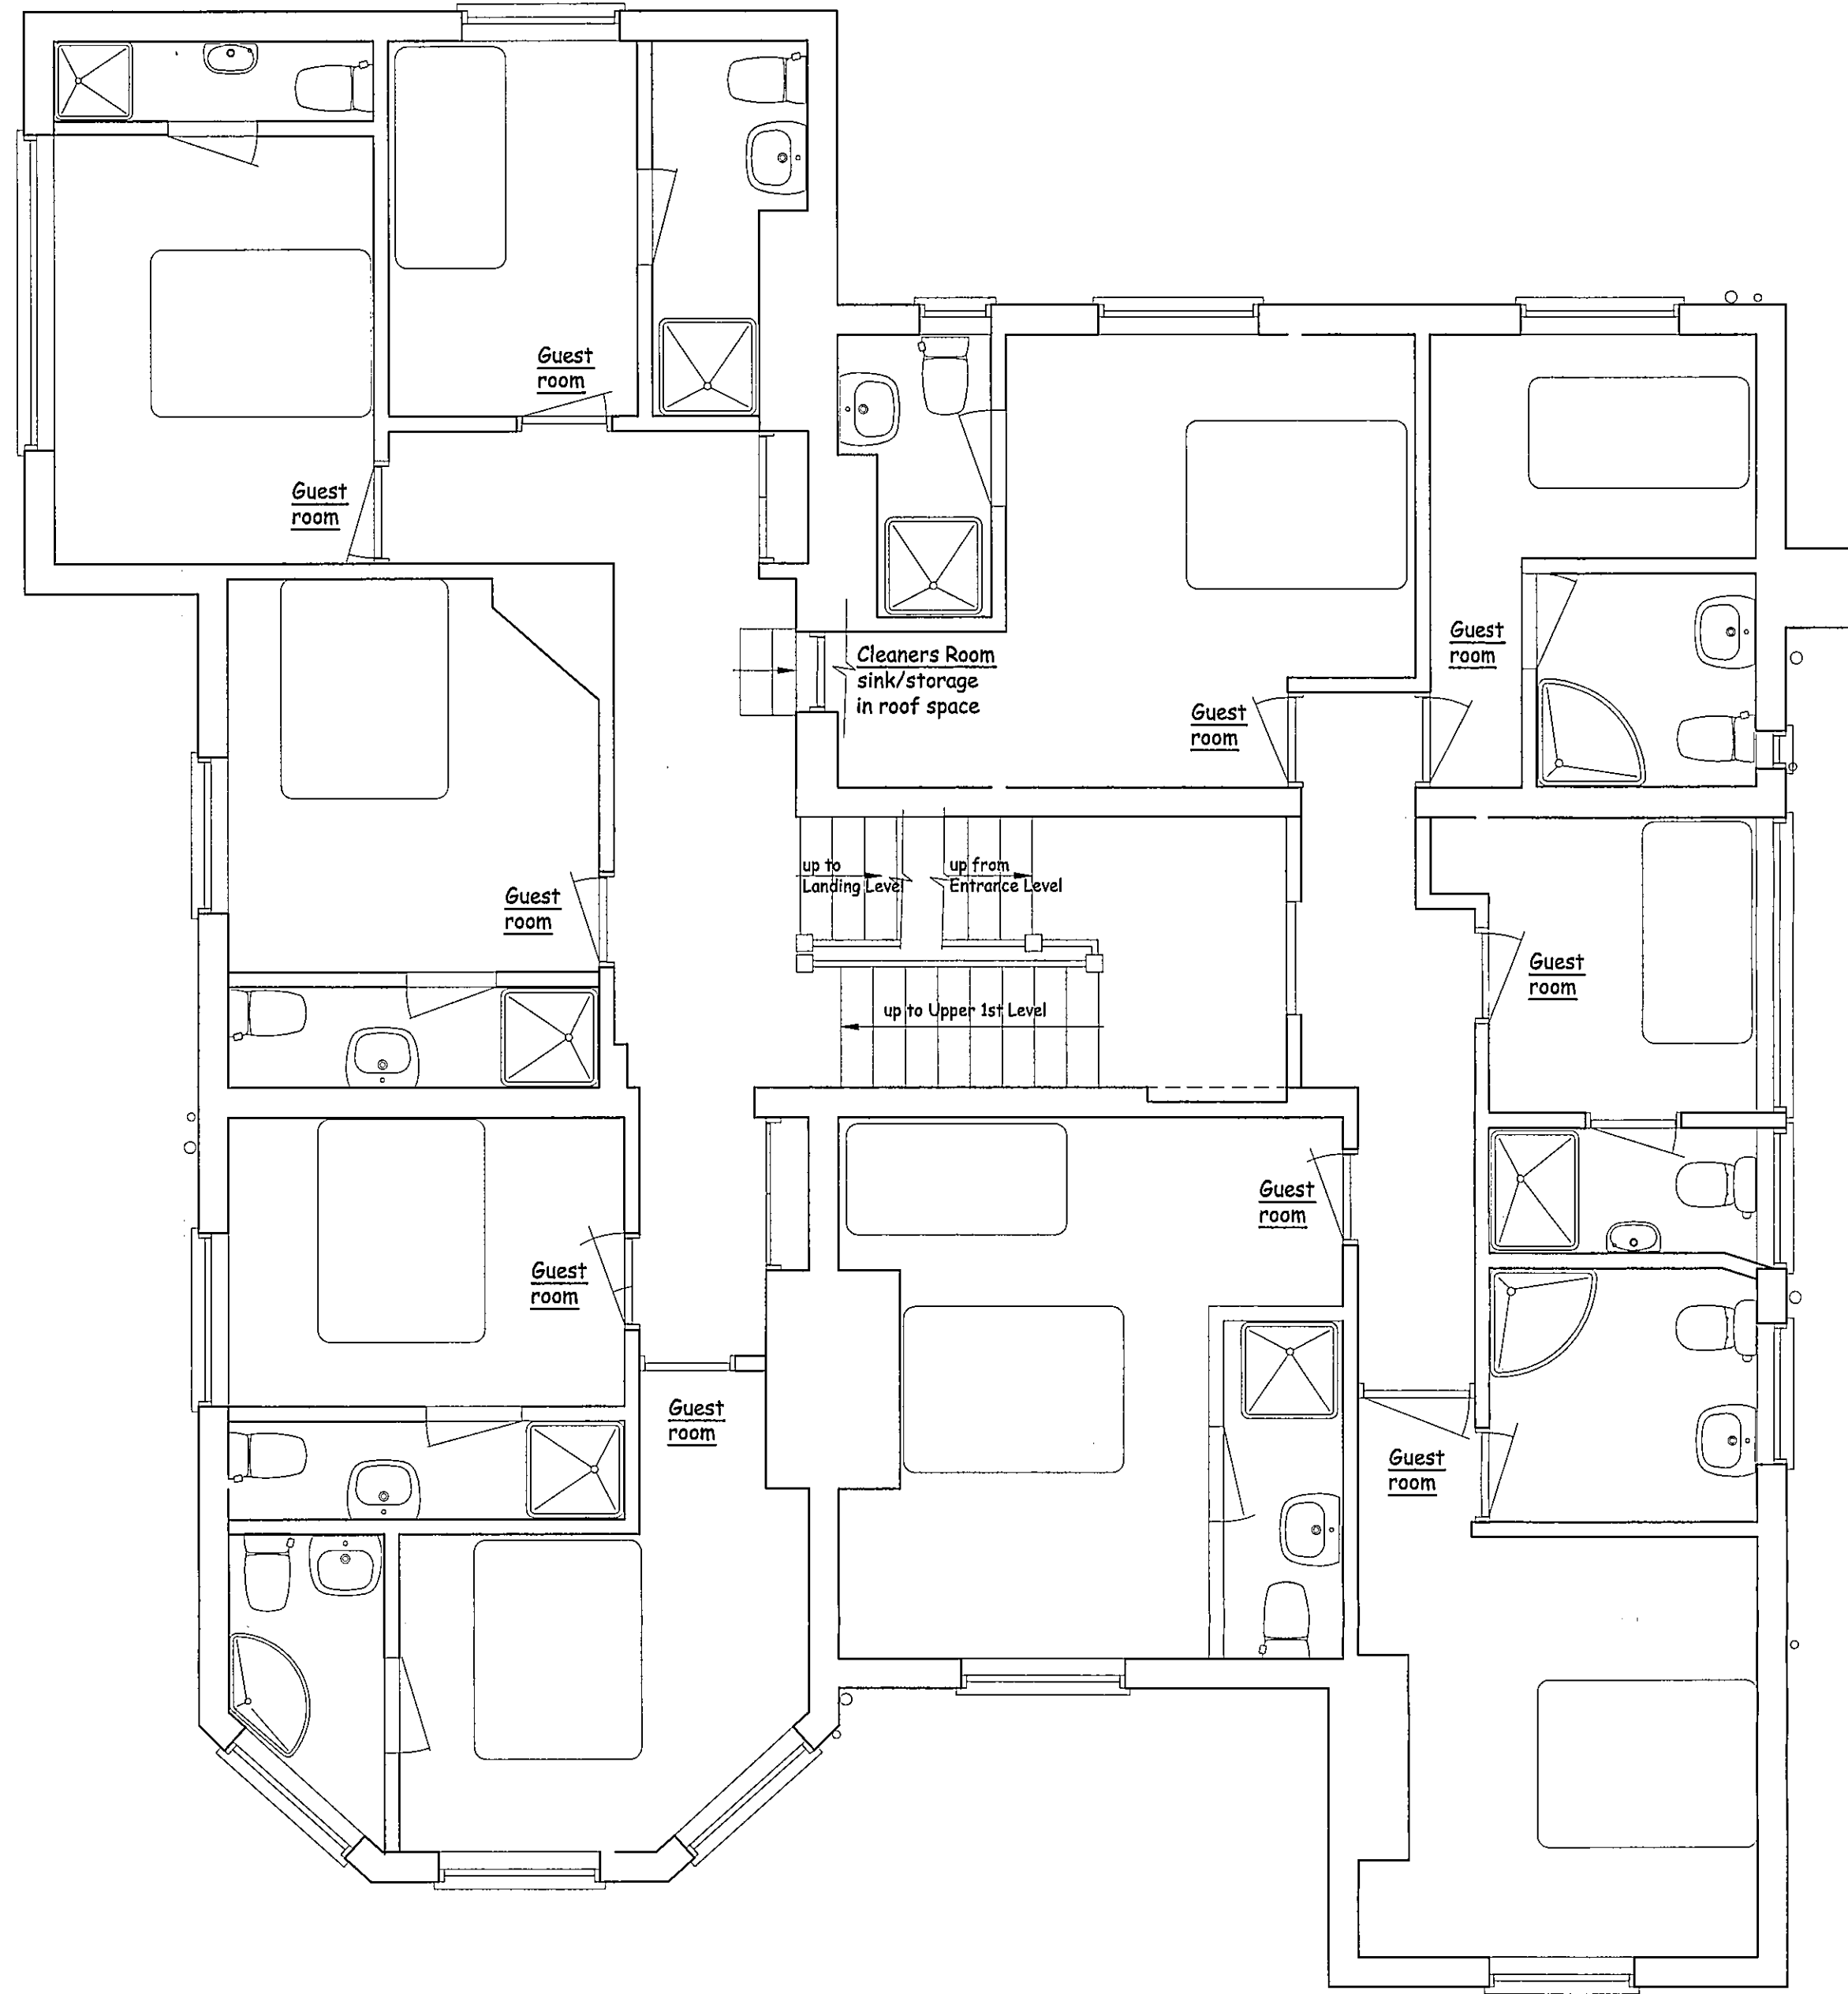 Guest
room
Guest
room
Guest
room
Cleaners Room
sink/storage
in roof space
Guest
room
up to
Landing Level
up from
Entrance Level
Guest
room
Guest
room
up to Upper 1st Level
Guest
room
Guest
room
Guest
room
Guest
room